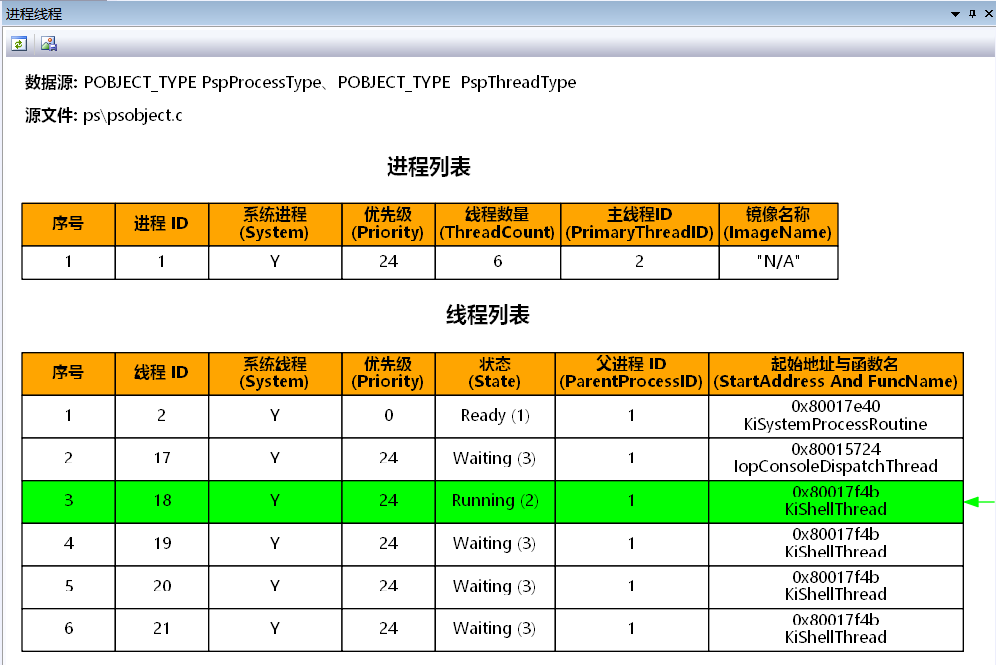 进程线程
数据源: POBJECT_TYPE PspProcessType、POBJECT_TYPE PspThreadType
源文件: ps\psobject.c
进程列表
序号 进程 ID 系统进程 (System) 优先级 (Priority) 线程数量 (ThreadCount) 主线程ID (PrimaryThreadID) 镜像名称 (ImageName)
1 1 Y 24 6 2 "N/A"
线程列表
序号 线程 ID 系统线程 (System) 优先级 (Priority) 状态 (State) 父进程 ID (ParentProcessID) 起始地址与函数名 (StartAddress And FuncName)
1 2 Y 0 Ready (1) 1 0x80017e40 KiSystemProcessRoutine
2 17 Y 24 Waiting (3) 1 0x80015724 IopConsoleDispatchThread
3 18 Y 24 Running (2) 1 0x80017f4b KiShellThread
4 19 Y 24 Waiting (3) 1 0x80017f4b KiShellThread
5 20 Y 24 Waiting (3) 1 0x80017f4b KiShellThread
6 21 Y 24 Waiting (3) 1 0x80017f4b KiShellThread